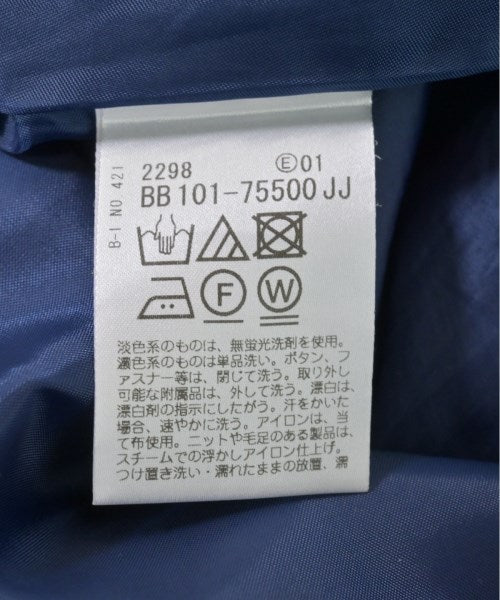 B-I NO 421
2298 Ⓔ01
BB 101-75500 JJ
F W
淡色系のものは、無蛍光洗剤を使用。
濃色系のものは単品洗い。ボタン、フ
ァスナー等は、閉じて洗う。取り外し
可能な附属品は、外して洗う。漂白は、
漂白剤の指示にしたがう。汗をかいた
場合、速やかに洗う。アイロンは、当
て布使用。ニットや毛足のある製品は、
スチームでの浮かしアイロン仕上げ。
つけ置き洗い・濡れたままの放置、濡